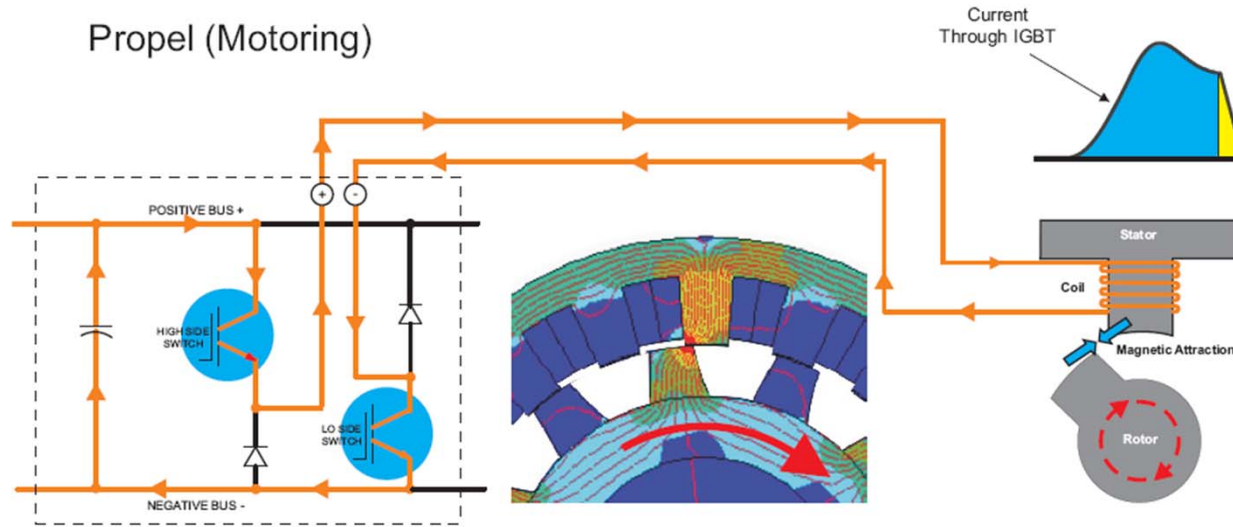 Propel (Motoring)
Current
Through IGBT
POSITIVE BUS +
+
-
Stator
Coil
HIGH SIDE
SWITCH
Magnetic Attraction
LO SIDE
SWITCH
Rotor
NEGATIVE BUS -